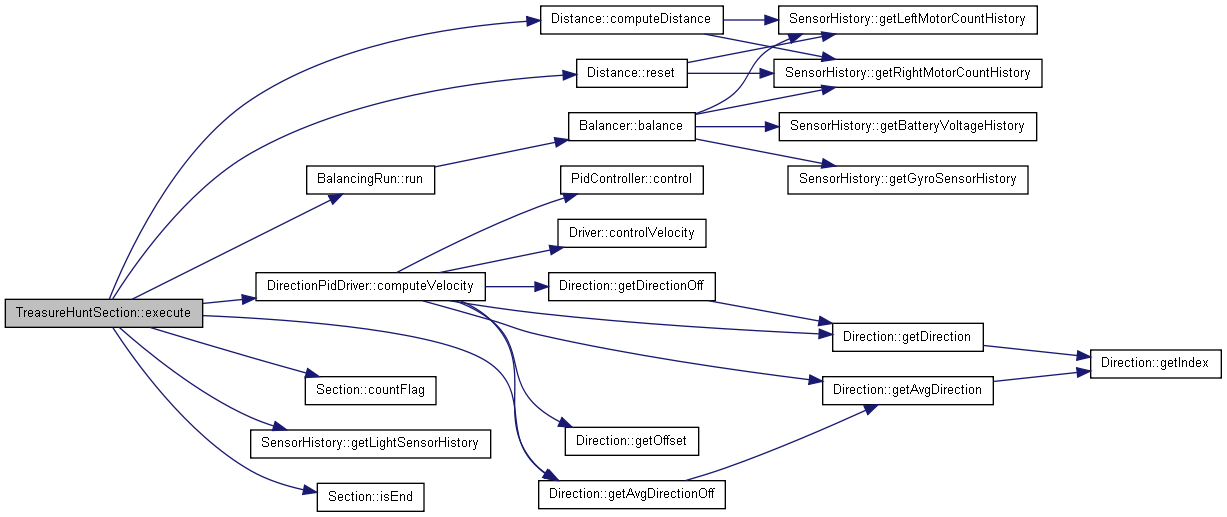 Distance::computeDistance
SensorHistory::getLeftMotorCountHistory
Distance::reset
SensorHistory::getRightMotorCountHistory
Balancer::balance
SensorHistory::getBatteryVoltageHistory
BalancingRun::run
PidController::control
SensorHistory::getGyroSensorHistory
Driver::controlVelocity
DirectionPidDriver::computeVelocity
Direction::getDirectionOff
TreasureHuntSection::execute
Direction::getDirection
Direction::getIndex
Section::countFlag
Direction::getAvgDirection
SensorHistory::getLightSensorHistory
Direction::getOffset
Section::isEnd
Direction::getAvgDirectionOff